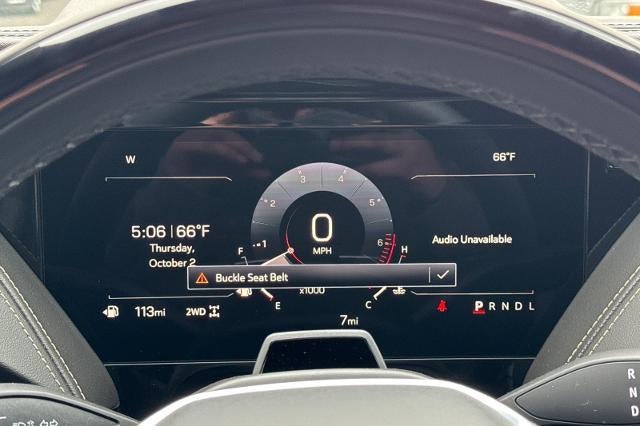 W
66°F
3 4
2 5
1 6
5:06 | 66°F
Thursday,
October 2
0
MPH
Audio Unavailable
F
H
Buckle Seat Belt
E
x1000
C
113mi
2WD
7mi
P R N D L
R
N
D